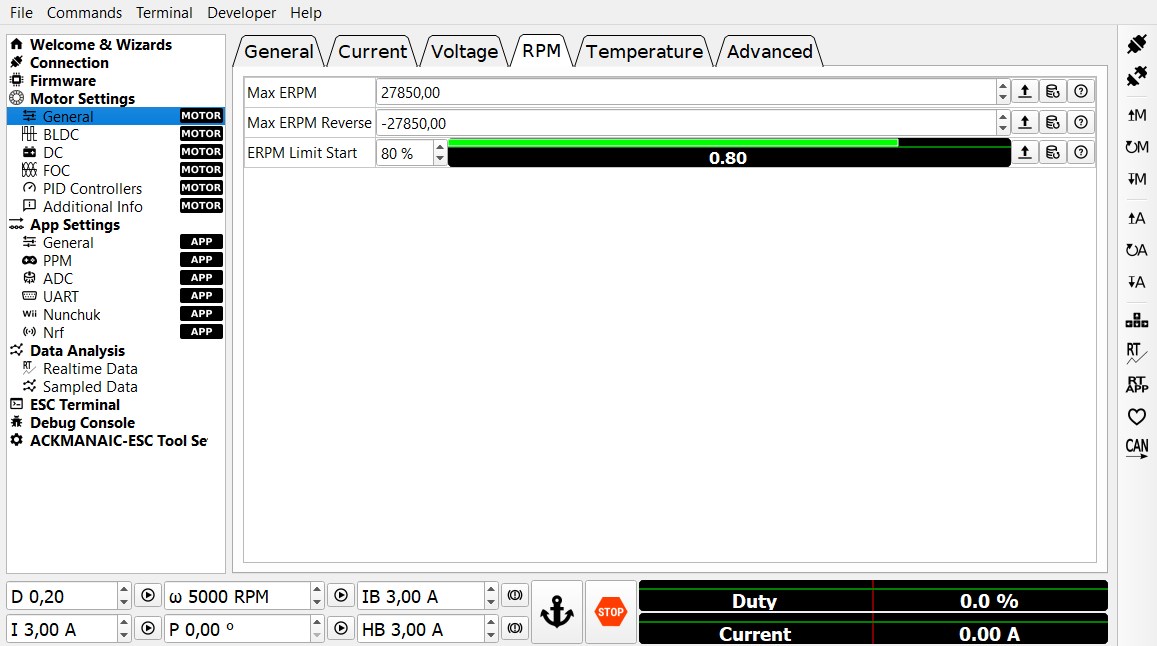 File Commands Terminal Developer Help
Welcome & Wizards
Connection
Firmware
Motor Settings
General MOTOR
BLDC MOTOR
DC MOTOR
FOC MOTOR
PID Controllers MOTOR
Additional Info MOTOR
App Settings
General APP
PPM APP
ADC APP
UART APP
Wii Nunchuk APP
Nrf APP
Data Analysis
RT Realtime Data
Sampled Data
ESC Terminal
Debug Console
ACKMANAIC-ESC Tool Se
General Current Voltage RPM Temperature Advanced
Max ERPM 27850,00
Max ERPM Reverse -27850,00
ERPM Limit Start 80 % 0.80
M
M
M
A
A
A
RT
RT APP
CAN
D 0,20 ω 5000 RPM IB 3,00 A
I 3,00 A P 0,00 º HB 3,00 A
STOP
Duty 0.0 %
Current 0.00 A